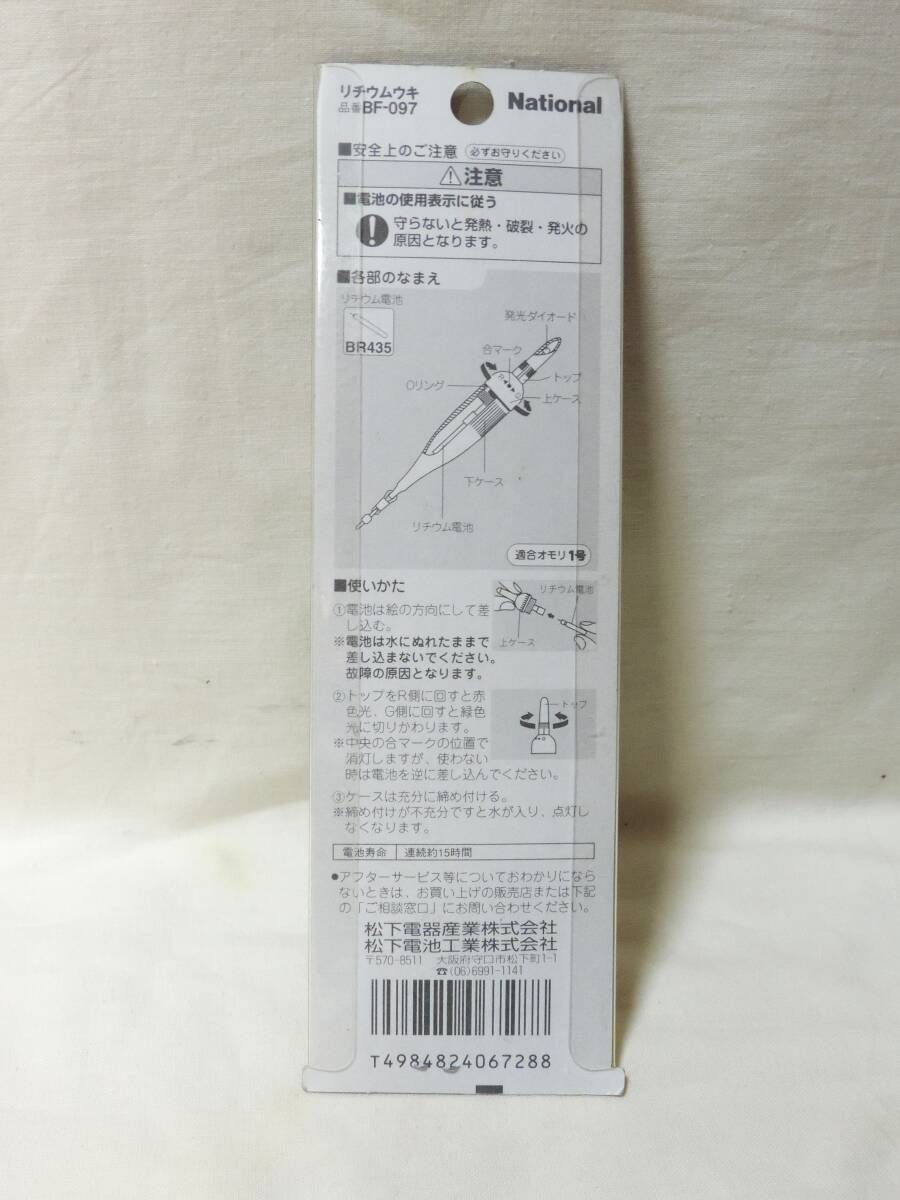 リチウムウキ
品番BF-097
National
■安全上のご注意 必ずお守りください
⚠注意
■電池の使用表示に従う
守らないと発熱・破裂・発火の
原因となります。
■各部のなまえ
リチウム電池
BR435
発光ダイオード
合マーク
Oリング
トップ
上ケース
下ケース
リチウム電池
適合オモリ1号
■使いかた
①電池は絵の方向にして差
し込む。
※電池は水にぬれたままで
差し込まないでください。
故障の原因となります。
リチウム電池
上ケース
②トップをR側に回すと赤
色光、G側に回すと緑色
光に切りかわります。
※中央の合マークの位置で
消灯しますが、使わない
時は電池を逆に差し込んでください。
トップ
③ケースは充分に締め付ける。
※締め付けが不充分ですと水が入り、点灯し
なくなります。
電池寿命 連続約15時間
●アフターサービス等についておわかりになら
ないときは、お買い上げの販売店または下記
の「ご相談窓口」にお問い合わせください。
松下電器産業株式会社
松下電池工業株式会社
〒570-8511 大阪府守口市松下町1-1
☎(06)6991-1141
T4984824067288